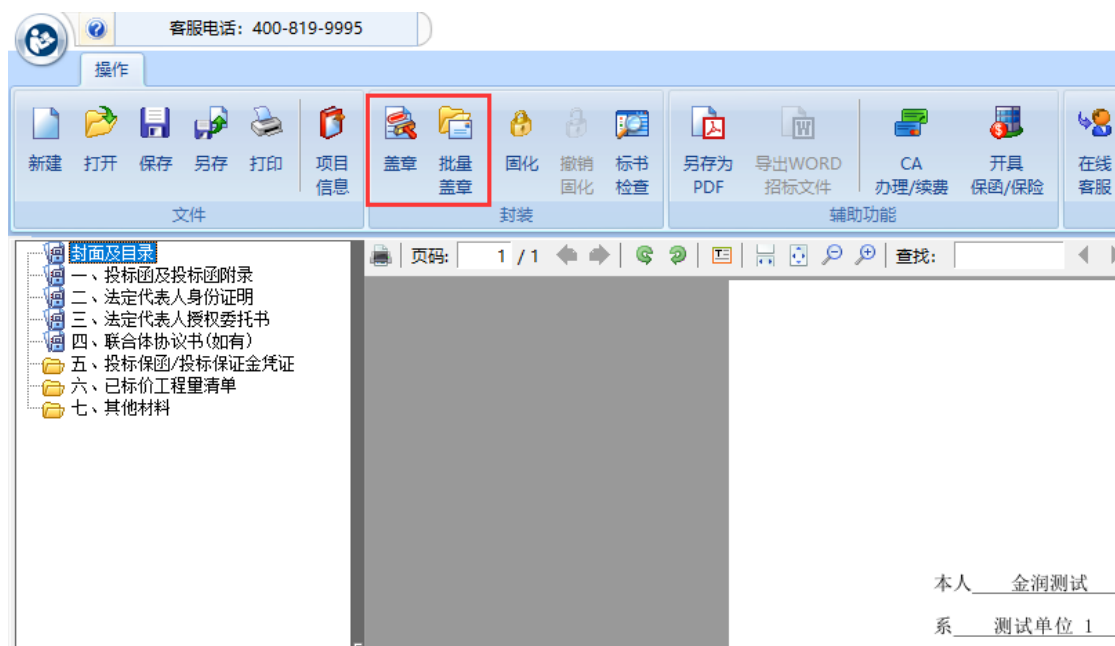 客服电话：400-819-9995
操作
新建 打开 保存 另存 打印 项目信息 盖章 批量盖章 固化 撤销固化 标书检查 另存为PDF 导出WORD招标文件 CA办理/续费 开具保函/保险 在线客服
文件 封装 辅助功能
封面及目录
一、投标函及投标函附录
二、法定代表人身份证明
三、法定代表人授权委托书
四、联合体协议书(如有)
五、投标保函/投标保证金凭证
六、已标价工程量清单
七、其他材料
页码: 1 / 1 查找:
本人 金润测试
系 测试单位 1